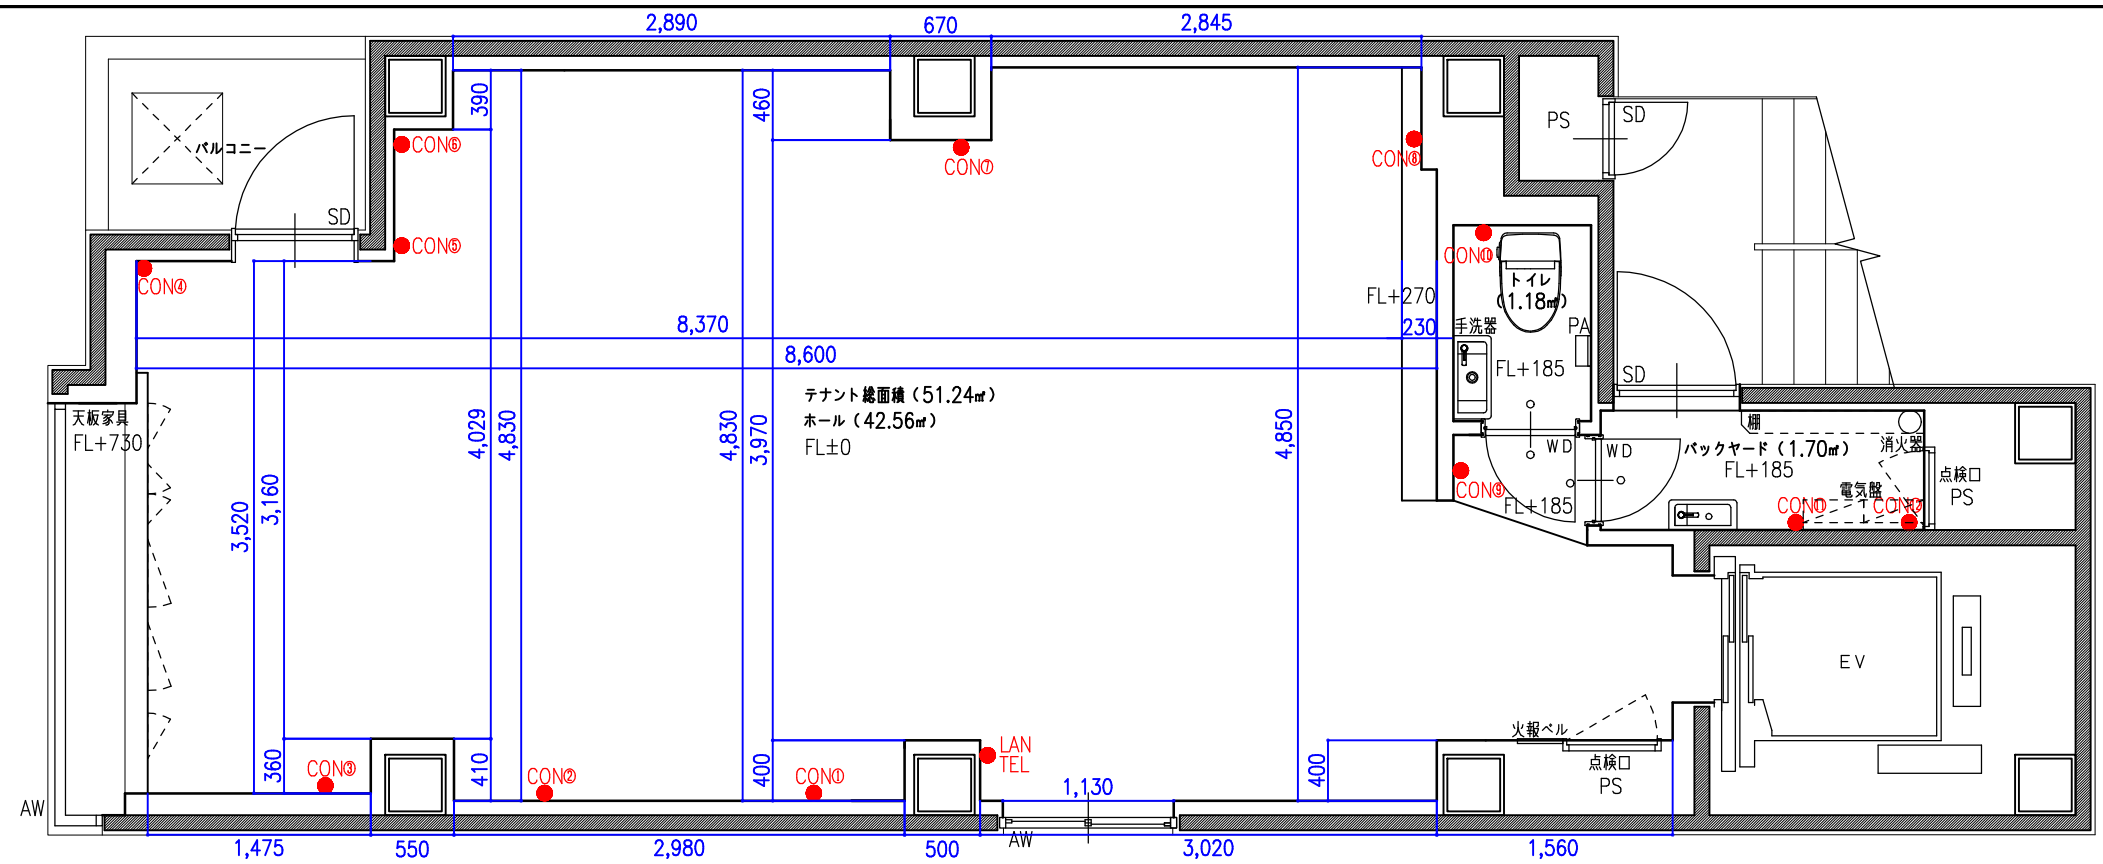 2,890
670
2,845
390
460
バルコニー
SD
CON⑥
CON⑤
CON④
CON⑦
CON⑧
PS
SD
CON⑩
トイレ
(1.18㎡)
FL+270
手洗器
PA
230
FL+185
SD
8,370
8,600
天板家具
FL+730
テナント総面積（51.24㎡）
ホール（42.56㎡）
FL±0
4,029
4,830
4,830
3,970
4,850
3,520
3,160
WD
WD
棚
消火器
バックヤード（1.70㎡）
FL+185
点検口
PS
電気盤
CON⑨
FL+185
CON⑪
CON⑫
EV
火報ベル
点検口
PS
LAN
TEL
CON③
CON②
CON①
360
410
400
400
1,130
AW
AW
1,475
550
2,980
500
3,020
1,560